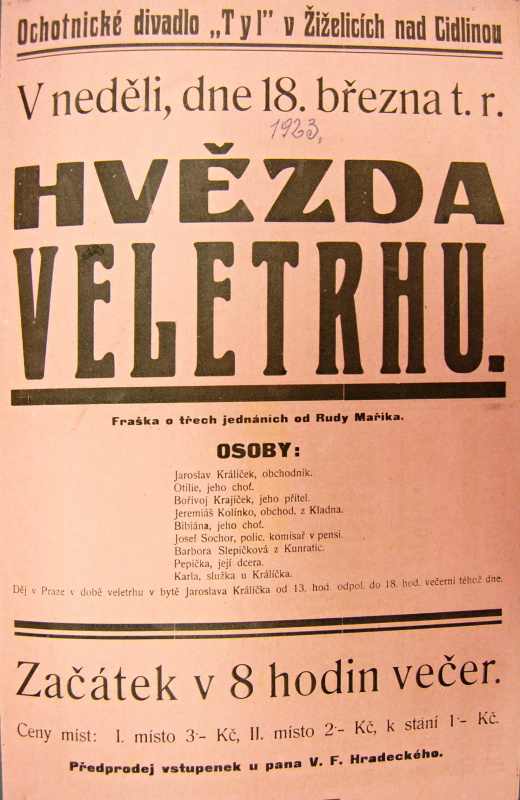 Ochotnické divadlo „Tyl" v Žiželicích nad Cidlinou
V neděli, dne 18. března t. r.
1923,
HVĚZDA
VELETRHU.
Fraška o třech jednáních od Rudy Maříka.
OSOBY:
Jaroslav Králíček, obchodník.
Otilie, jeho choť.
Bořivoj Krajíček, jeho přítel.
Jeremiáš Kolínko, obchod. z Kladna.
Bibiána, jeho choť.
Josef Sochor, polic. komisař v pensi.
Barbora Slepičková z Kunratic.
Pepička, její dcera.
Karla, služka u Králíčka.
Děj v Praze v době veletrhu v bytě Jaroslava Králíčka od 13. hod. odpol. do 18. hod. večerní téhož dne.
Začátek v 8 hodin večer.
Ceny míst: I. místo 3·- Kč, II. místo 2·- Kč, k stání 1·- Kč.
Předprodej vstupenek u pana V. F. Hradeckého.